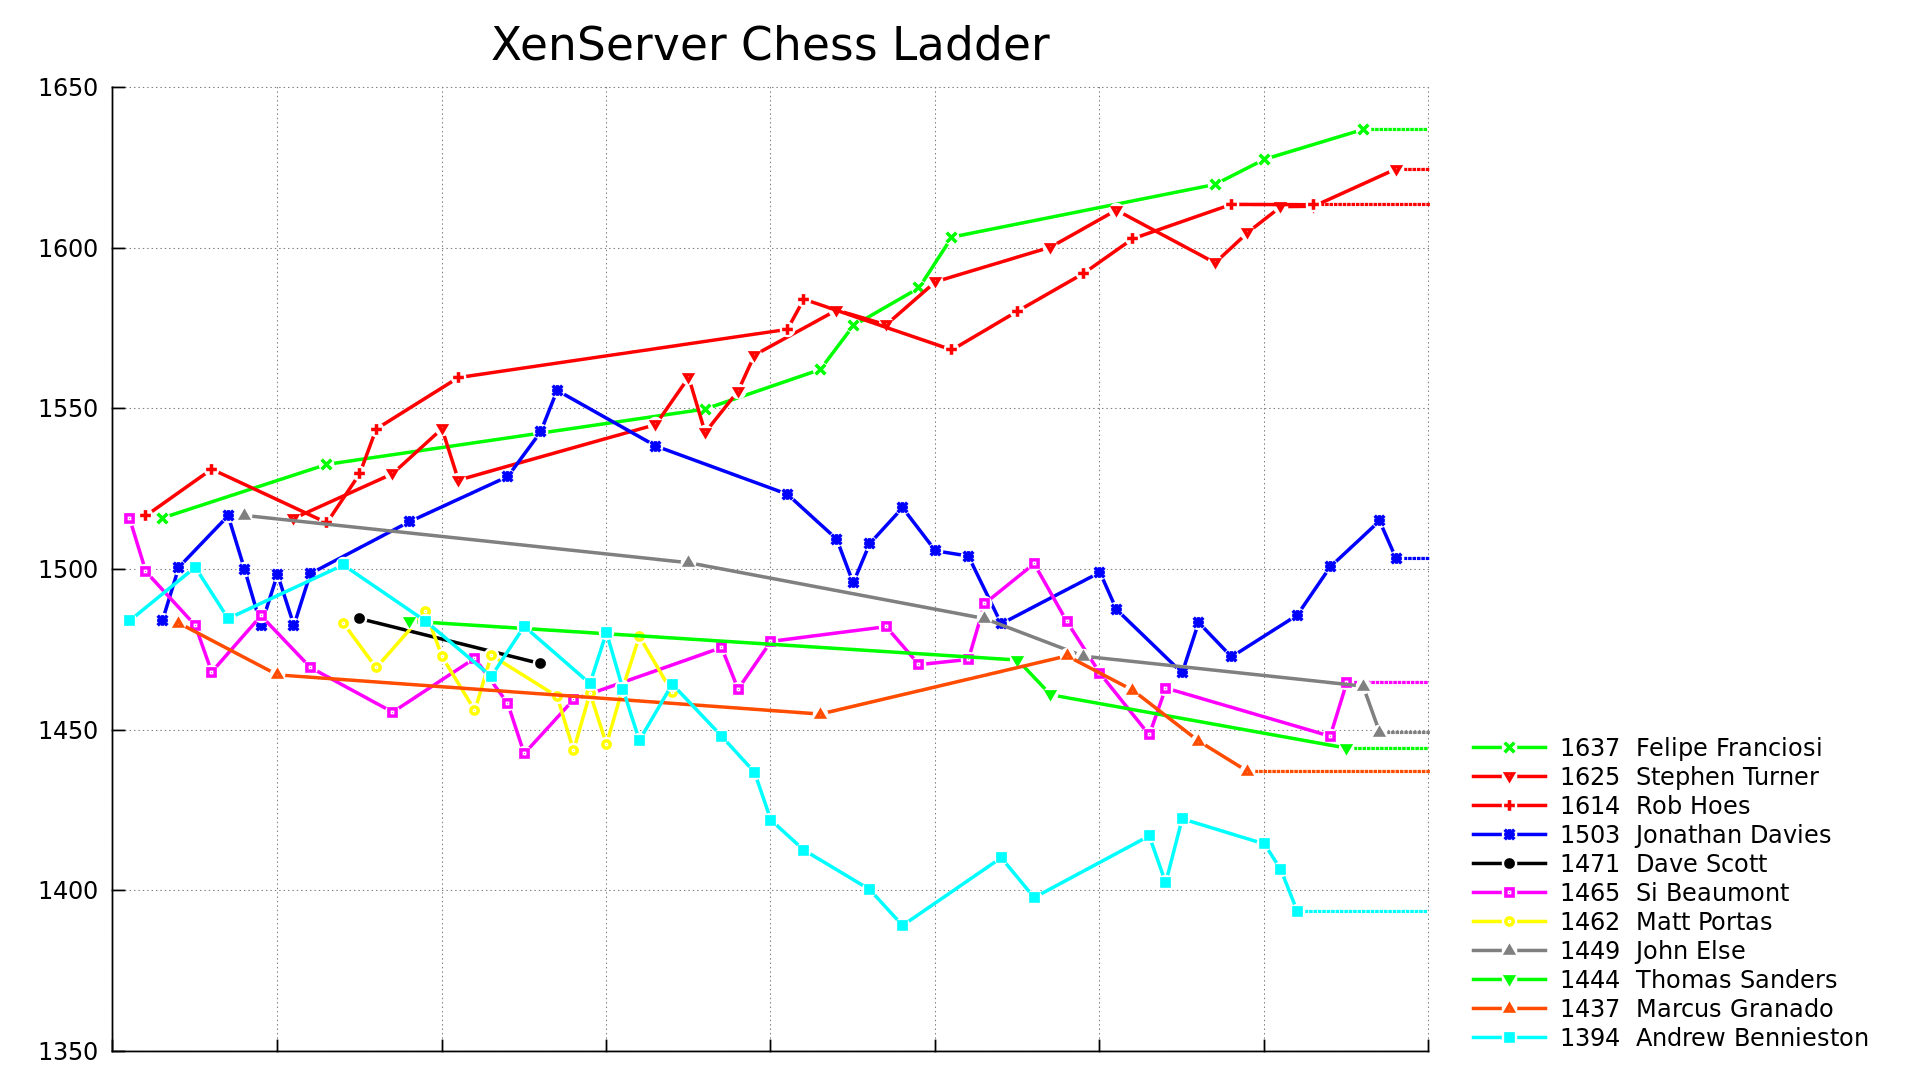 XenServer Chess Ladder
1650
1600
1550
1500
1450
1400
1350
1637 Felipe Franciosi
1625 Stephen Turner
1614 Rob Hoes
1503 Jonathan Davies
1471 Dave Scott
1465 Si Beaumont
1462 Matt Portas
1449 John Else
1444 Thomas Sanders
1437 Marcus Granado
1394 Andrew Bennieston